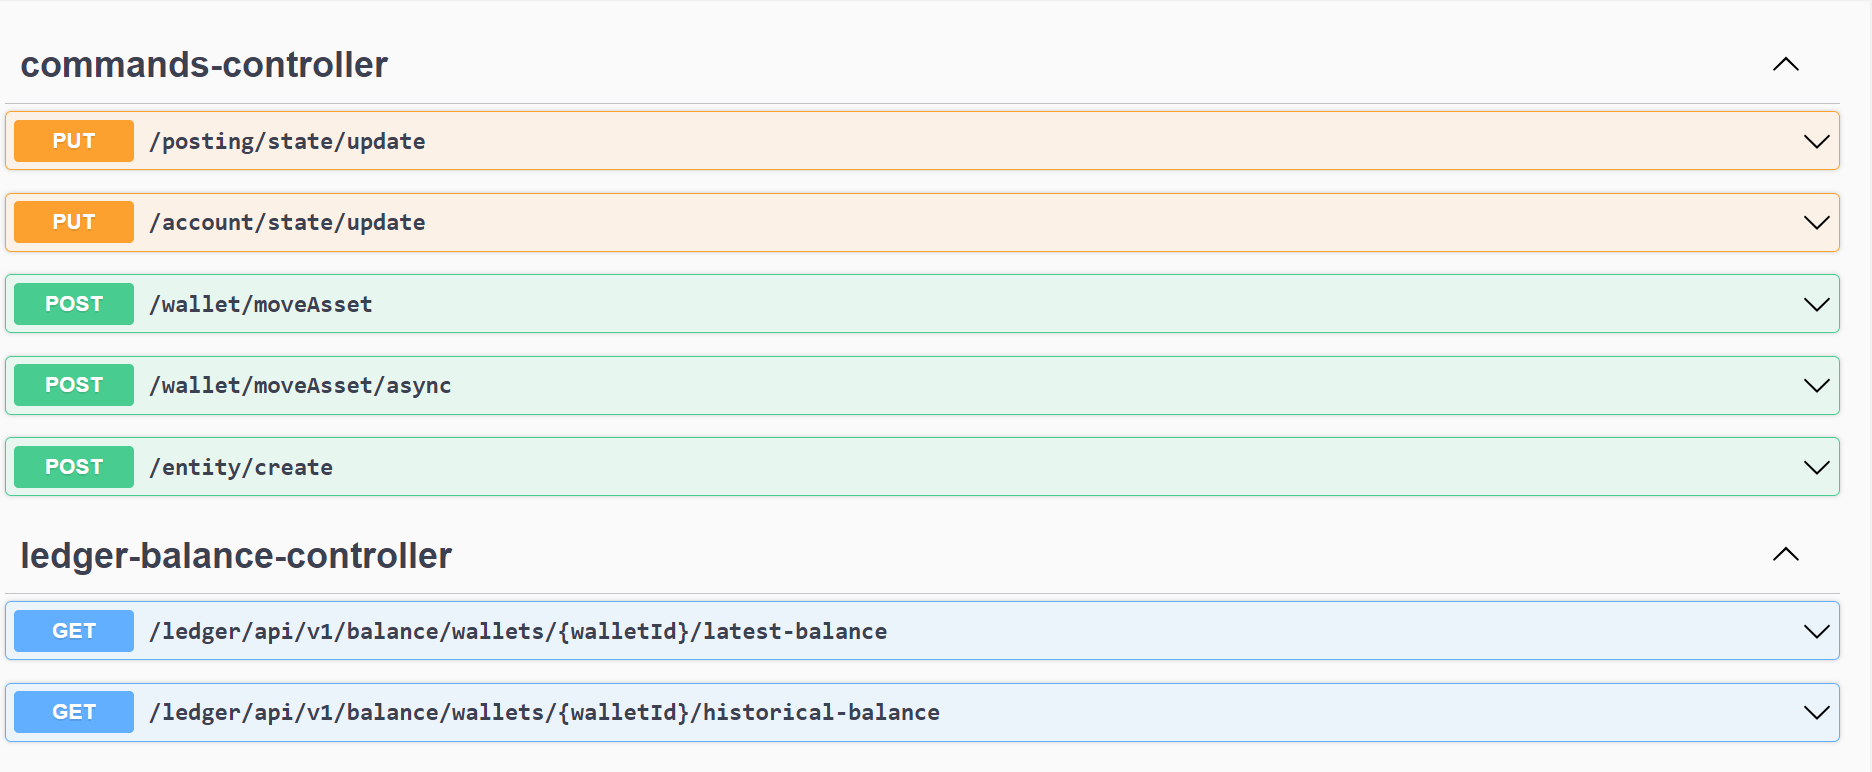 commands-controller
PUT /posting/state/update
PUT /account/state/update
POST /wallet/moveAsset
POST /wallet/moveAsset/async
POST /entity/create
ledger-balance-controller
GET /ledger/api/v1/balance/wallets/{walletId}/latest-balance
GET /ledger/api/v1/balance/wallets/{walletId}/historical-balance